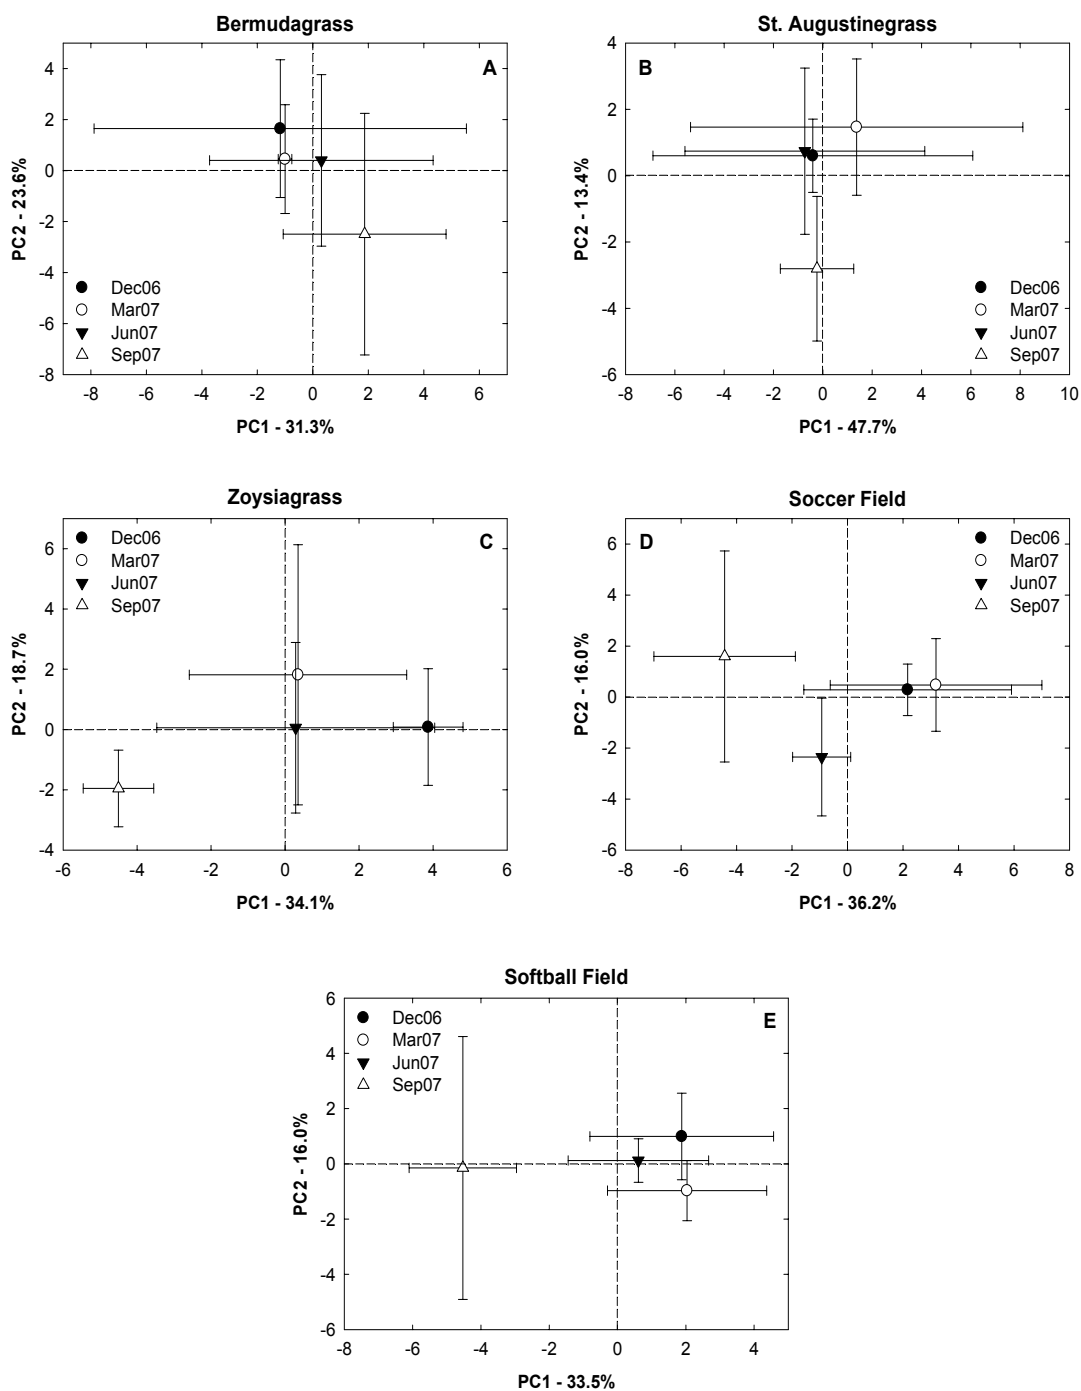 Bermudagrass
A
4
2
0
-2
-4
-6
-8
PC2 - 23.6%
Dec06
Mar07
Jun07
Sep07
-8 -6 -4 -2 0 2 4 6
PC1 - 31.3%
St. Augustinegrass
B
4
2
0
-2
-4
-6
PC2 - 13.4%
Dec06
Mar07
Jun07
Sep07
-8 -6 -4 -2 0 2 4 6 8 10
PC1 - 47.7%
Zoysiagrass
C
6
4
2
0
-2
-4
PC2 - 18.7%
Dec06
Mar07
Jun07
Sep07
-6 -4 -2 0 2 4 6
PC1 - 34.1%
Soccer Field
D
6
4
2
0
-2
-4
-6
PC2 - 16.0%
Dec06
Mar07
Jun07
Sep07
-8 -6 -4 -2 0 2 4 6 8
PC1 - 36.2%
Softball Field
E
6
4
2
0
-2
-4
-6
PC2 - 16.0%
Dec06
Mar07
Jun07
Sep07
-8 -6 -4 -2 0 2 4
PC1 - 33.5%